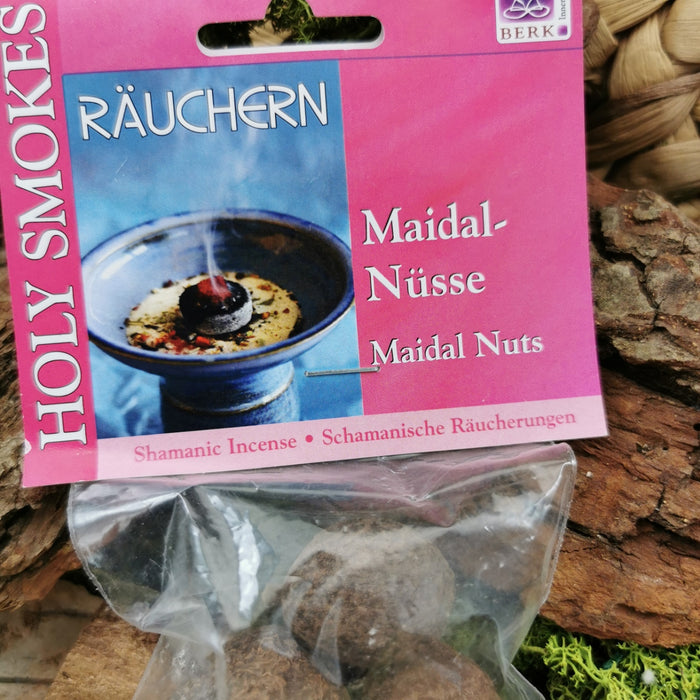 HOLY SMOKES
BERK
RÄUCHERN
Maidal-
Nüsse
Maidal Nuts
Shamanic Incense • Schamanische Räucherungen